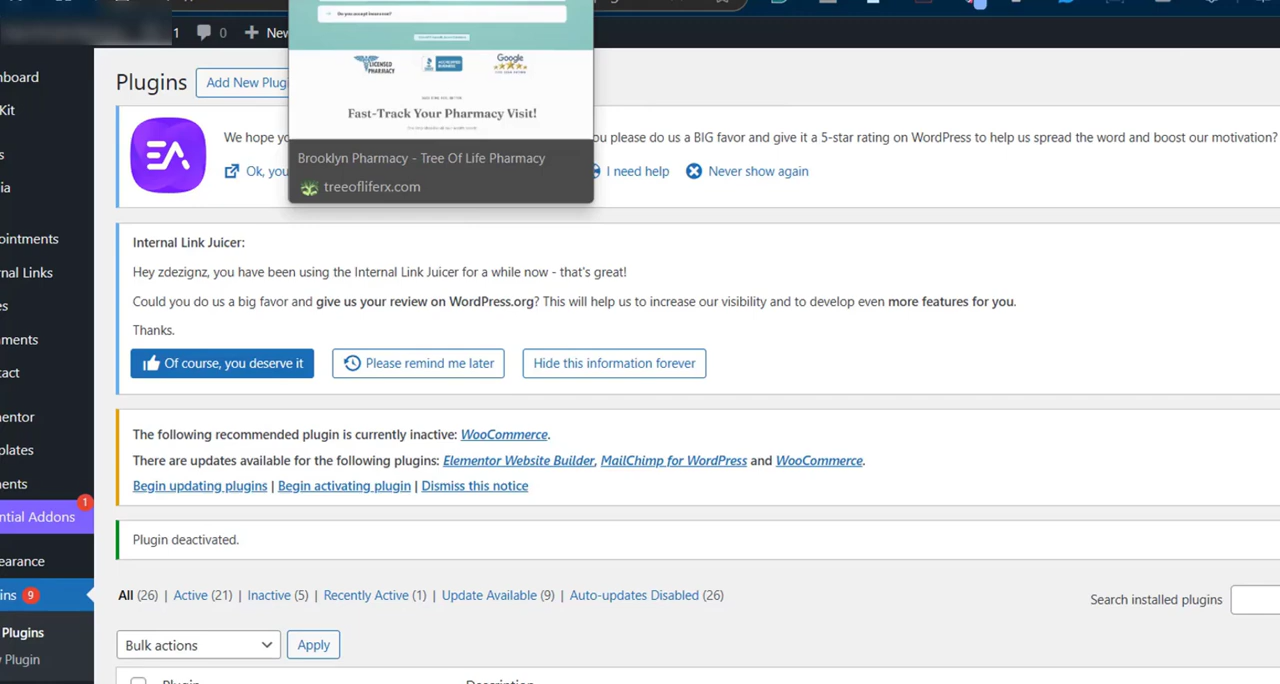 Do you accept insurance?
LICENSED PHARMACY
ACCREDITED BUSINESS
Google
Fast-Track Your Pharmacy Visit!
Brooklyn Pharmacy - Tree Of Life Pharmacy
treeofliferx.com
1 0 New
Plugins Add New Plug
We hope yo u please do us a BIG favor and give it a 5-star rating on WordPress to help us spread the word and boost our motivation?
Ok, you I need help Never show again
Internal Link Juicer:
Hey zdezignz, you have been using the Internal Link Juicer for a while now - that's great!
Could you do us a big favor and give us your review on WordPress.org? This will help us to increase our visibility and to develop even more features for you.
Thanks.
Of course, you deserve it Please remind me later Hide this information forever
The following recommended plugin is currently inactive: WooCommerce.
There are updates available for the following plugins: Elementor Website Builder, MailChimp for WordPress and WooCommerce.
Begin updating plugins | Begin activating plugin | Dismiss this notice
Plugin deactivated.
All (26) | Active (21) | Inactive (5) | Recently Active (1) | Update Available (9) | Auto-updates Disabled (26)
Search installed plugins
Bulk actions Apply
Plugin Description
hboard
Kit
s
ia
ointments
nal Links
es
ments
tact
mentor
plates
ments
ntial Addons 1
earance
ins 9
Plugins
Plugin